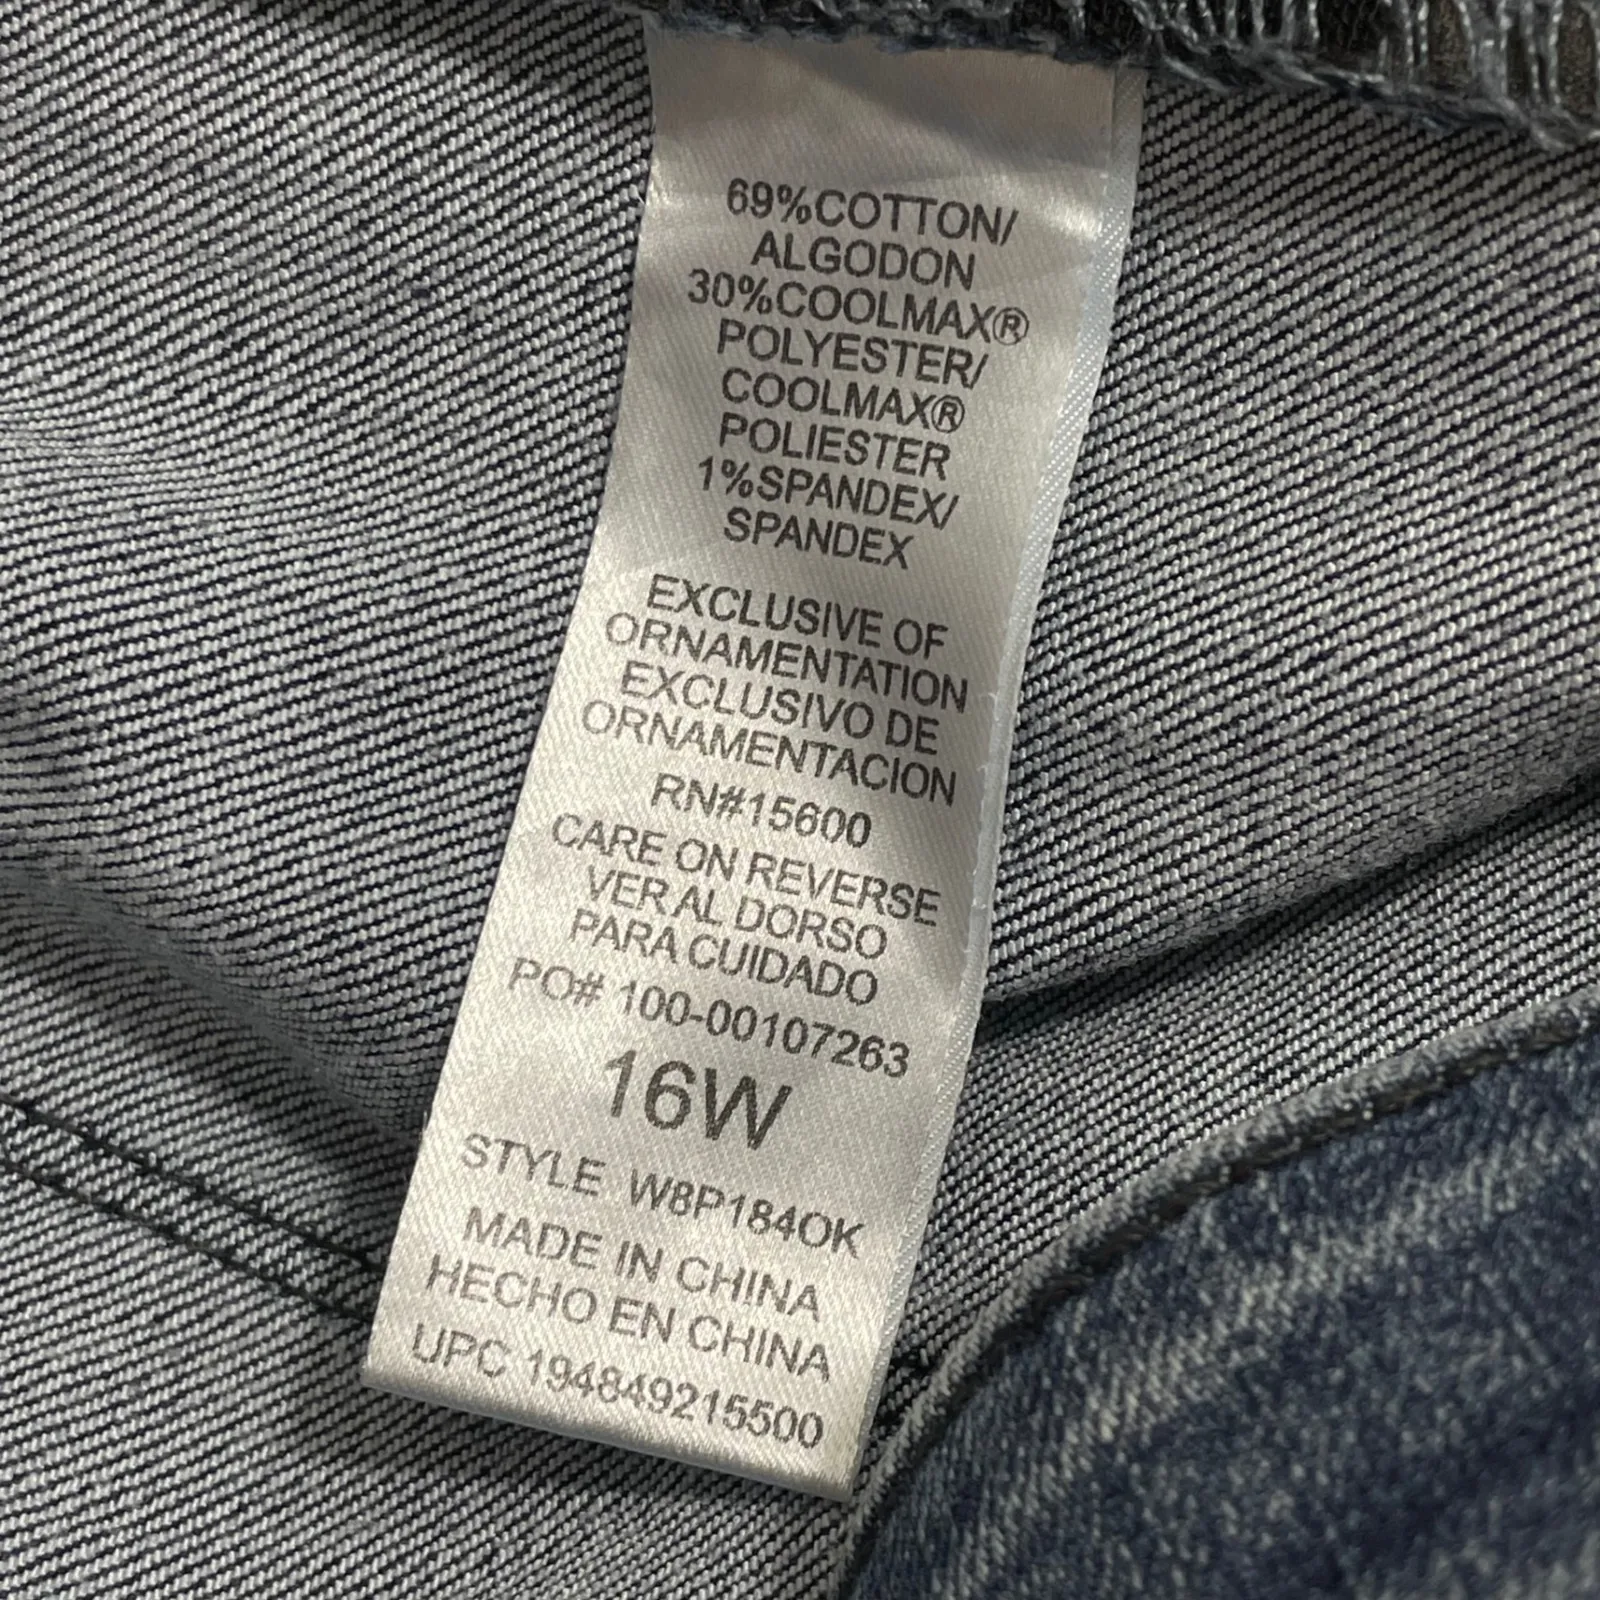 69%COTTON/
ALGODON
30%COOLMAX®
POLYESTER/
COOLMAX®
POLIESTER
1%SPANDEX/
SPANDEX
EXCLUSIVE OF
ORNAMENTATION
EXCLUSIVO DE
ORNAMENTACION
RN#15600
CARE ON REVERSE
VER AL DORSO
PARA CUIDADO
PO# 100-00107263
16W
STYLE W8P184OK
MADE IN CHINA
HECHO EN CHINA
UPC 194849215500